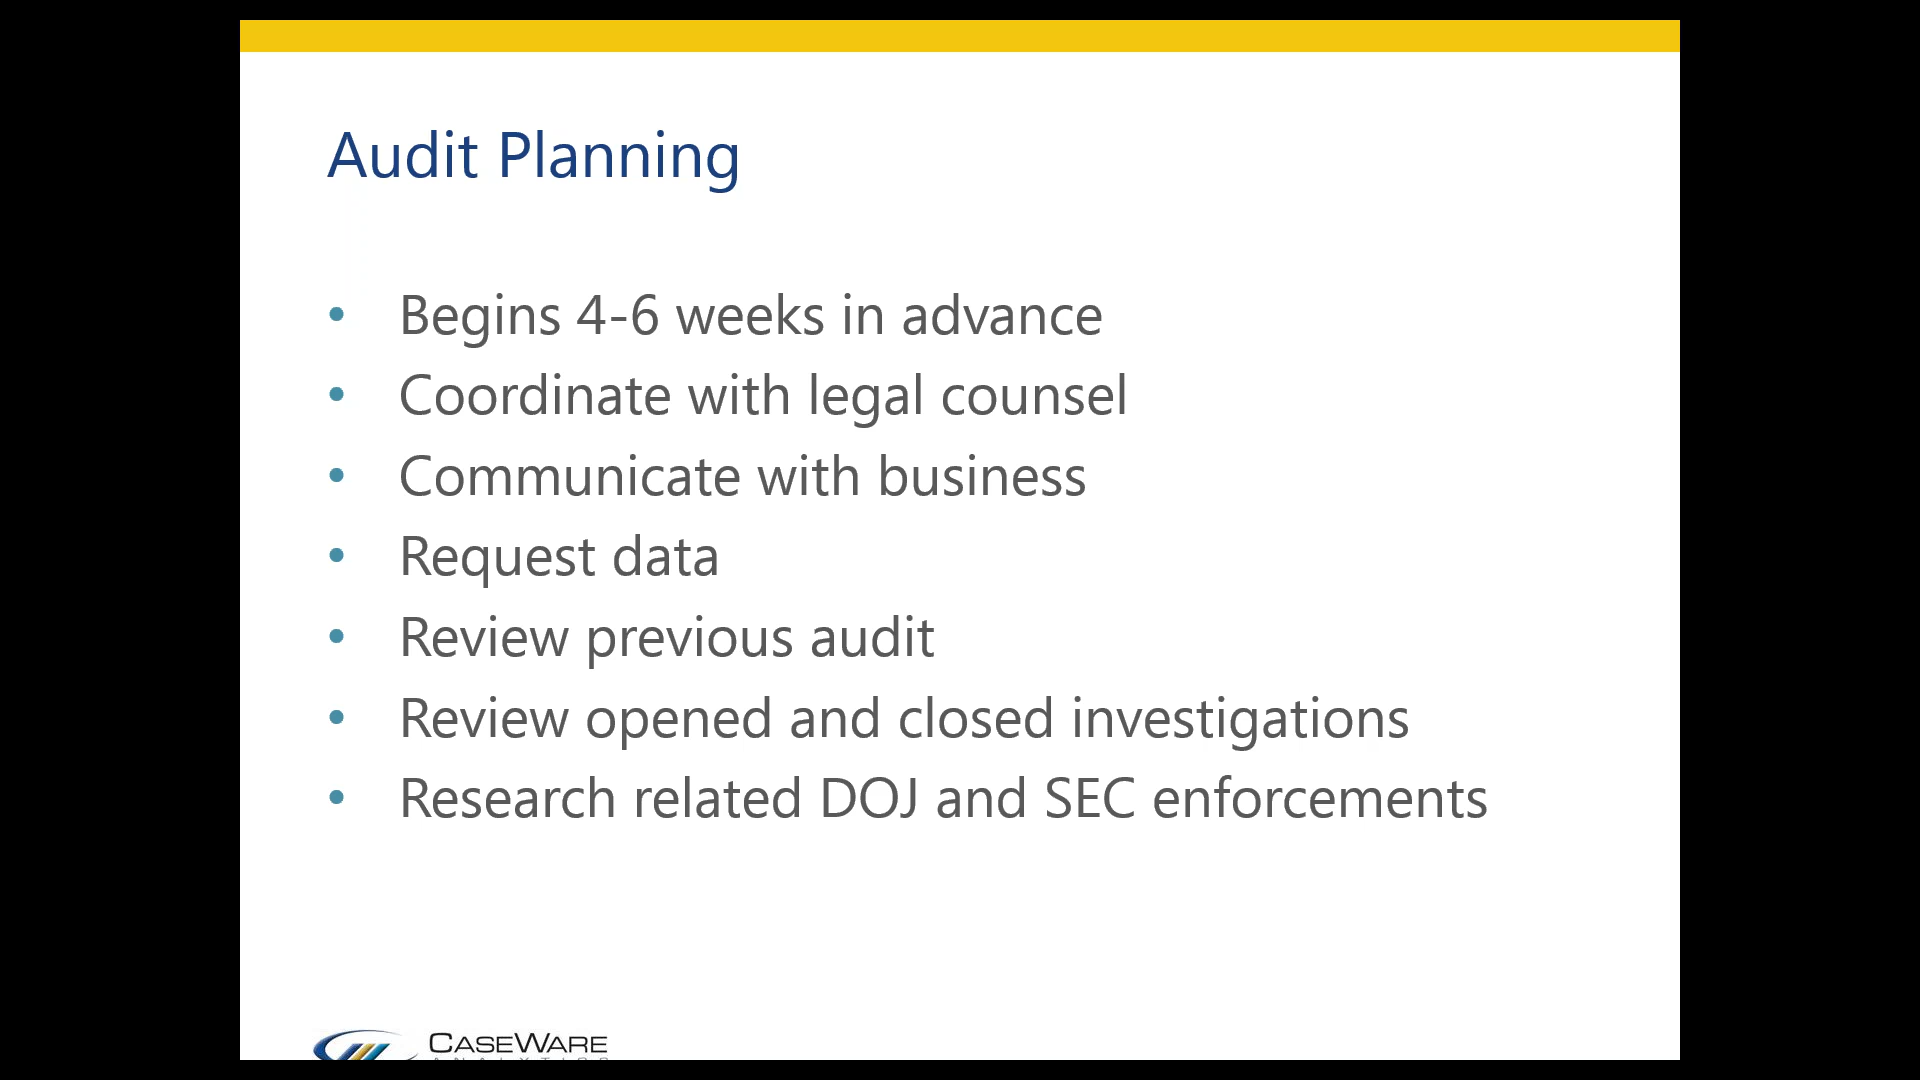 Audit Planning
• Begins 4-6 weeks in advance
• Coordinate with legal counsel
• Communicate with business
• Request data
• Review previous audit
• Review opened and closed investigations
• Research related DOJ and SEC enforcements
CASEWARE